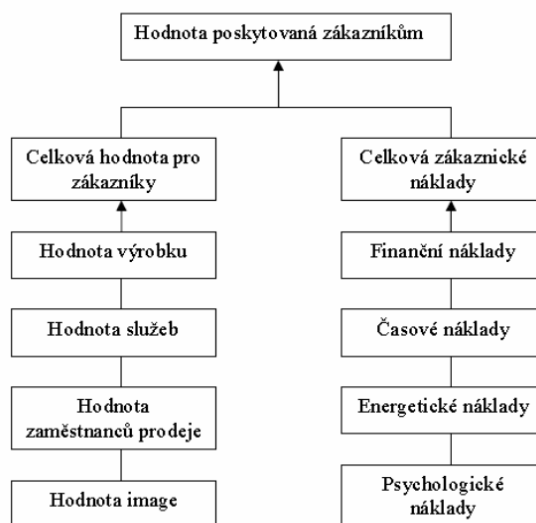 Hodnota poskytovaná zákazníkům
Celková hodnota pro
zákazníky
Celková zákaznické
náklady
Hodnota výrobku
Finanční náklady
Hodnota služeb
Časové náklady
Hodnota
zaměstnanců prodeje
Energetické náklady
Hodnota image
Psychologické
náklady